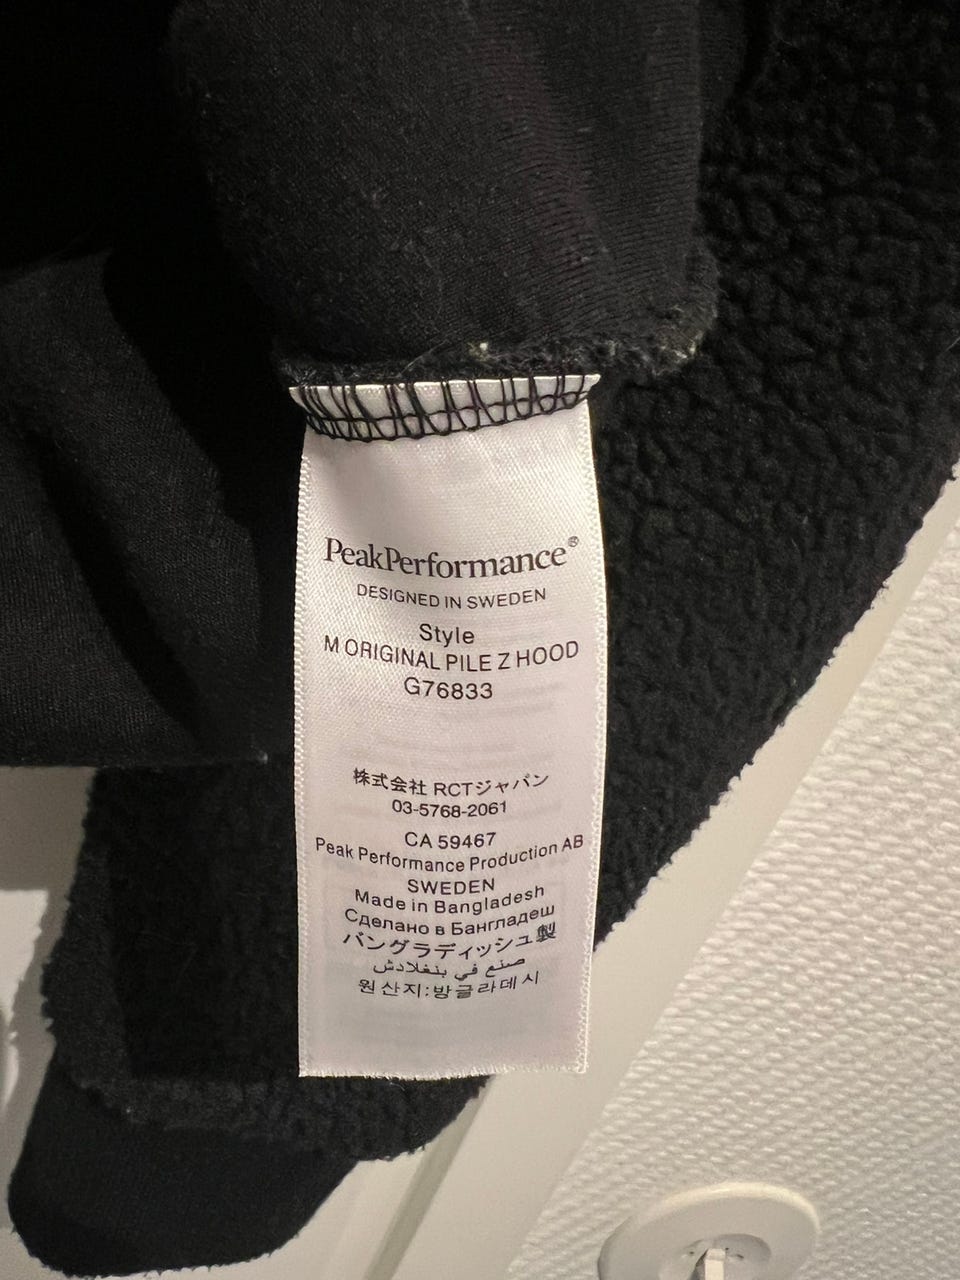 PeakPerformance®
DESIGNED IN SWEDEN
Style
M ORIGINAL PILE Z HOOD
G76833
株式会社 RCTジャパン
03-5768-2061
CA 59467
Peak Performance Production AB
SWEDEN
Made in Bangladesh
Сделано в Бангладеш
バングラディッシュ製
صنع في بنغلادش
원산지:방글라데시